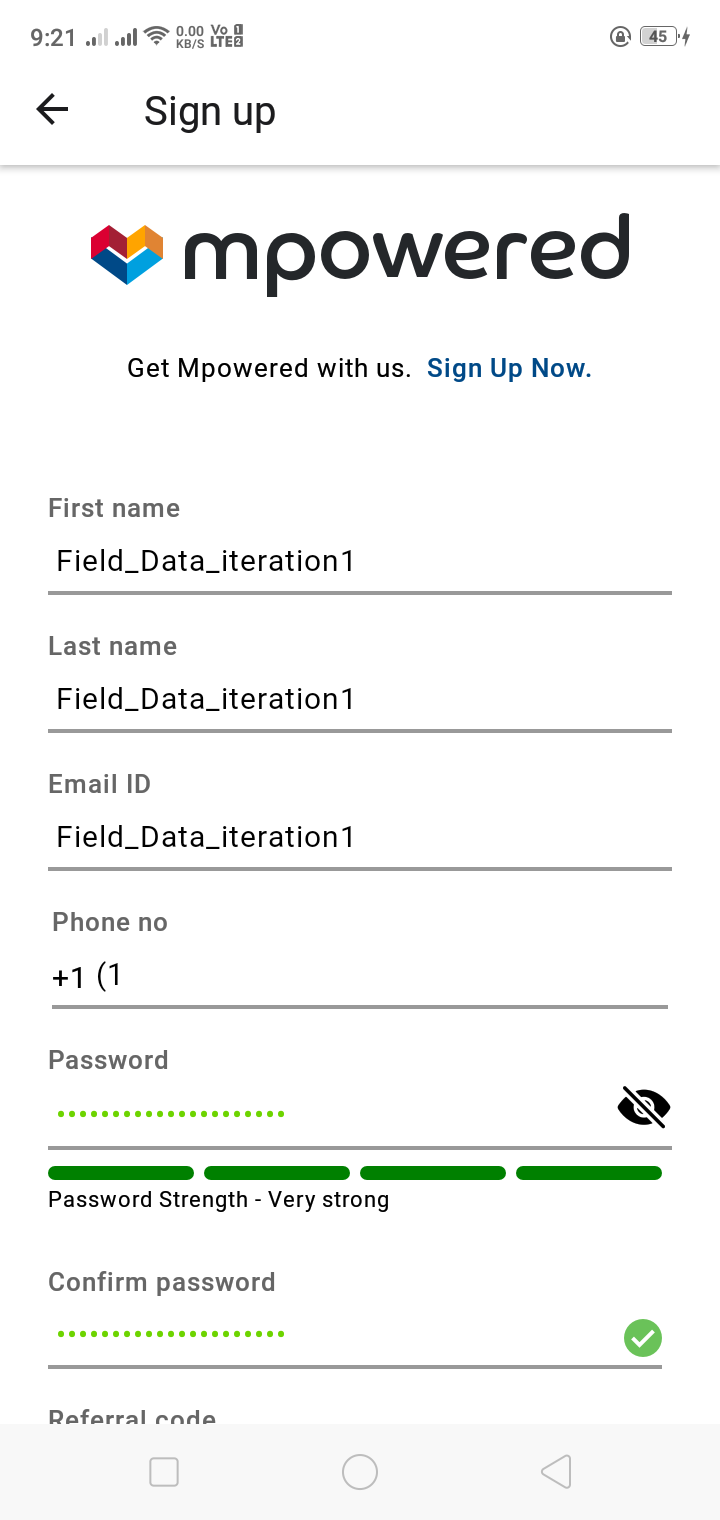 9:21 0.00 KB/S Vo 1 LTE 2 45
Sign up
mpowered
Get Mpowered with us. Sign Up Now.
First name
Field_Data_iteration1
Last name
Field_Data_iteration1
Email ID
Field_Data_iteration1
Phone no
+1 (1
Password
Password Strength - Very strong
Confirm password
Referral code